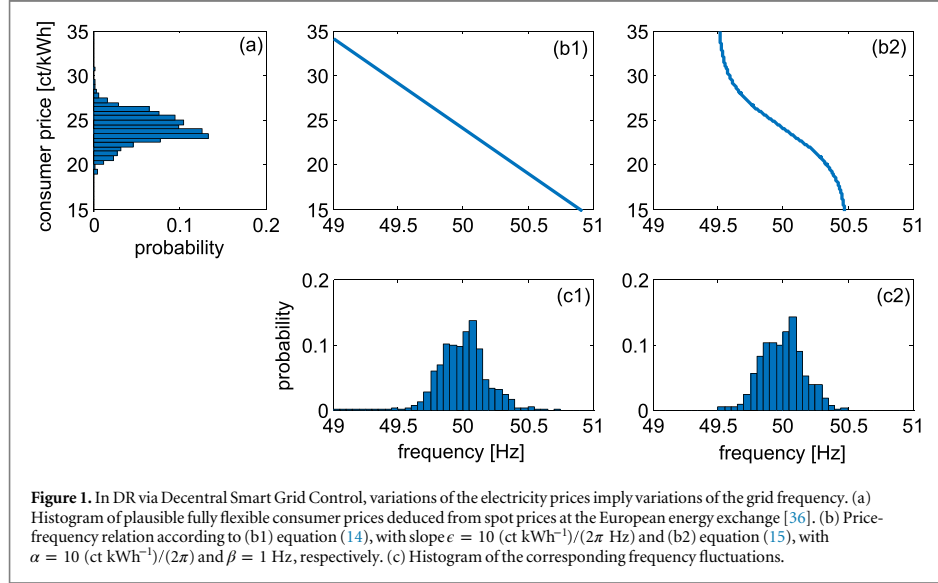 35
30
25
20
15
consumer price [ct/kWh]
(a)
0 0.1 0.2
probability
35
30
25
20
15
(b1)
49 49.5 50 50.5 51
35
30
25
20
15
(b2)
49 49.5 50 50.5 51
0.2
0.1
0
probability
(c1)
49 49.5 50 50.5 51
frequency [Hz]
0.2
0.1
0
(c2)
49 49.5 50 50.5 51
frequency [Hz]
Figure 1. In DR via Decentral Smart Grid Control, variations of the electricity prices imply variations of the grid frequency. (a)
Histogram of plausible fully flexible consumer prices deduced from spot prices at the European energy exchange [36]. (b) Price-
frequency relation according to (b1) equation (14), with slope ϵ = 10 (ct kWh⁻¹)/(2π Hz) and (b2) equation (15), with
α = 10 (ct kWh⁻¹)/(2π) and β = 1 Hz, respectively. (c) Histogram of the corresponding frequency fluctuations.